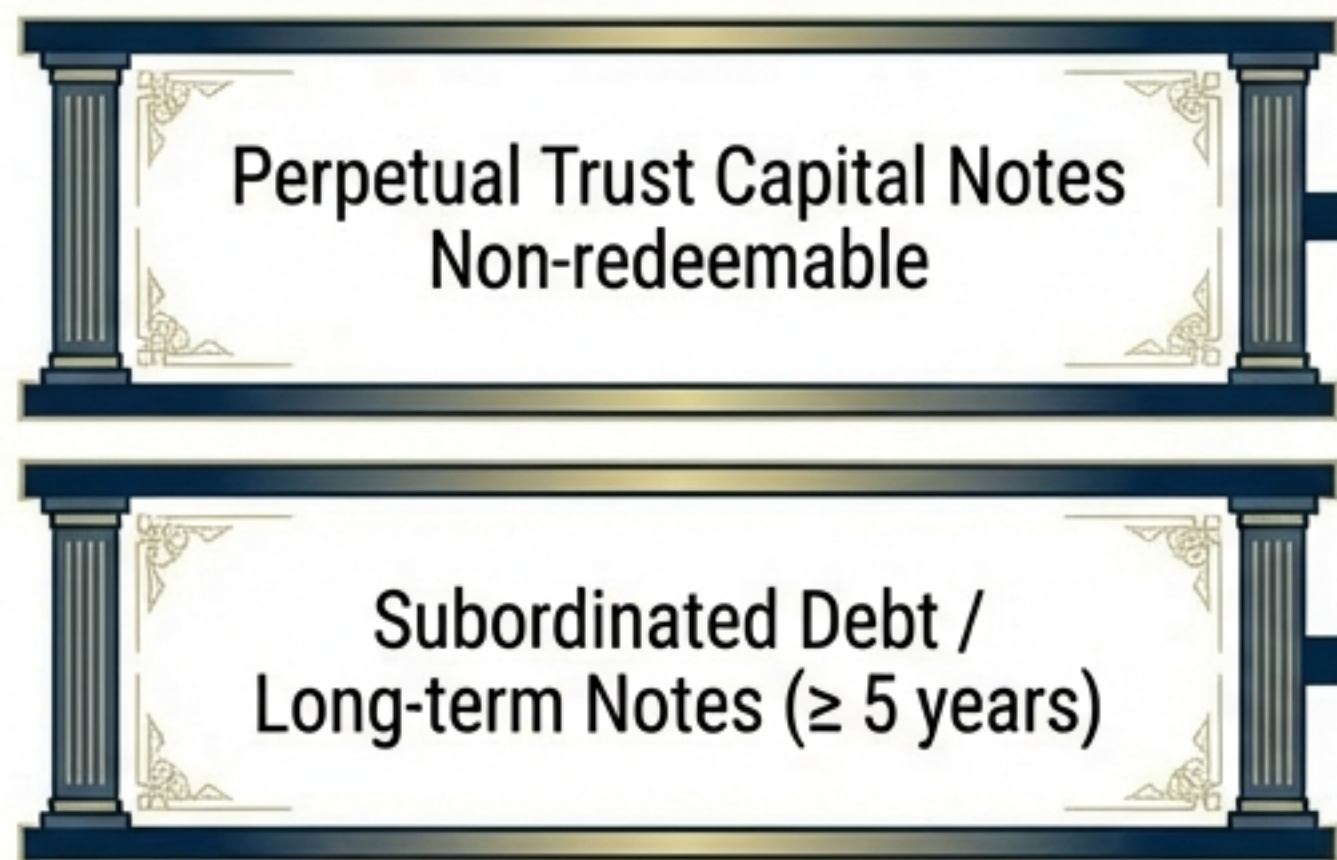 Perpetual Trust Capital Notes
Non-redeemable
Subordinated Debt /
Long-term Notes (≥ 5 years)